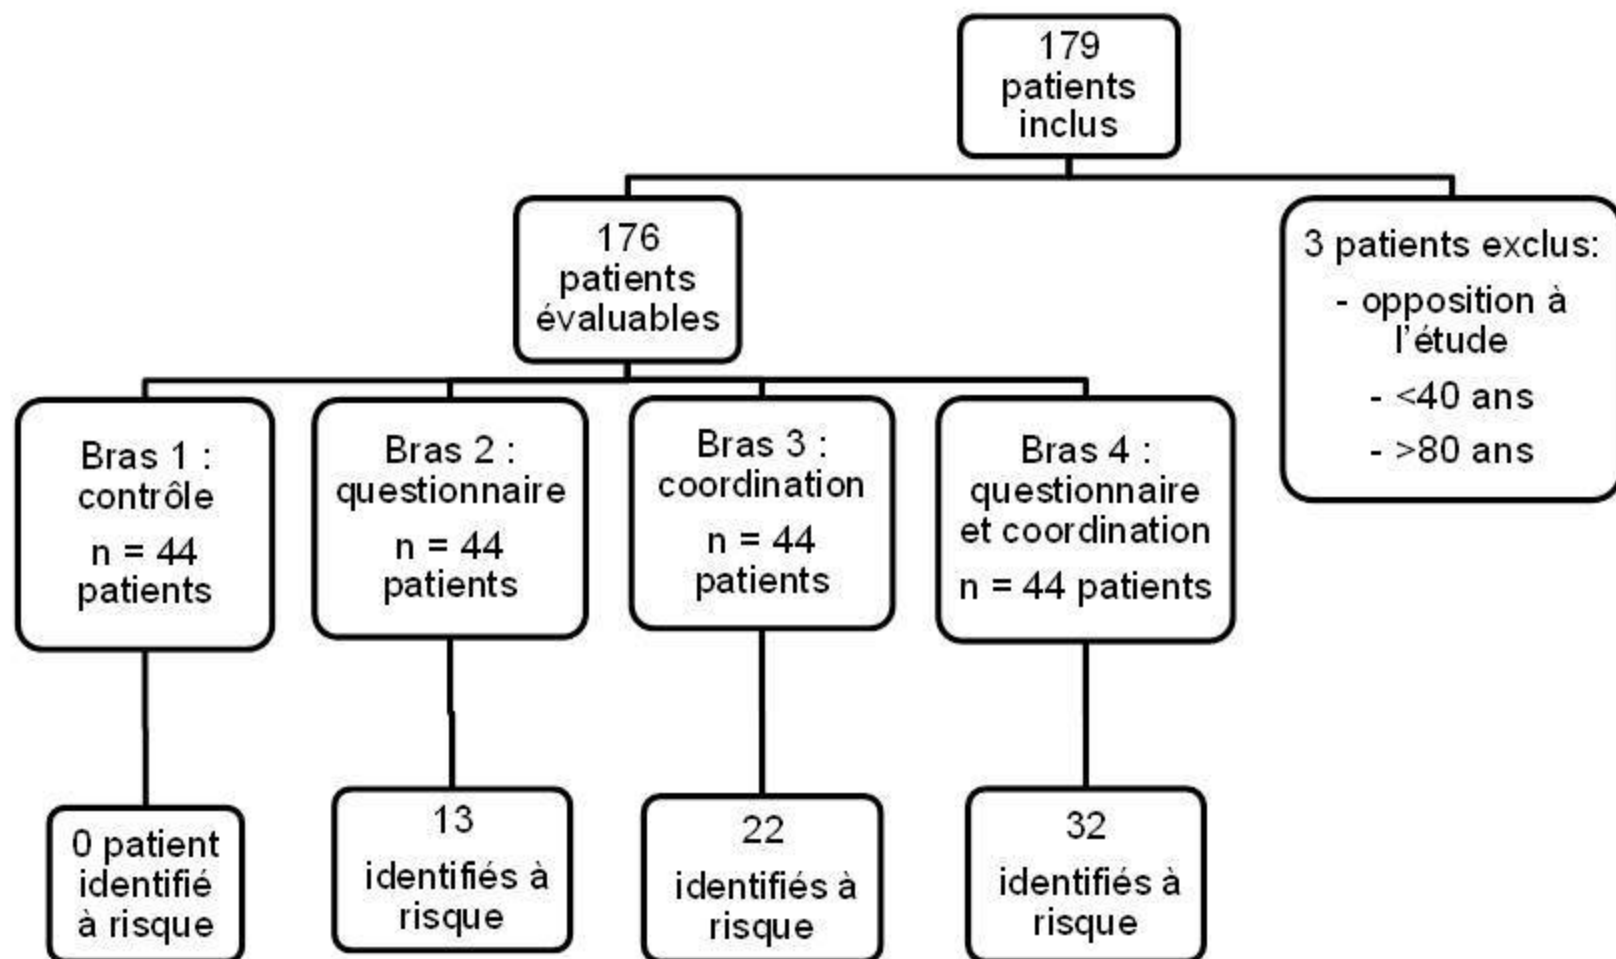 179
patients
inclus
176
patients
évaluables
3 patients exclus:
- opposition à
l'étude
- <40 ans
- >80 ans
Bras 1 :
contrôle
n = 44
patients
Bras 2 :
questionnaire
n = 44
patients
Bras 3 :
coordination
n = 44
patients
Bras 4 :
questionnaire
et coordination
n = 44 patients
0 patient
identifié
à risque
13
identifiés à
risque
22
identifiés à
risque
32
identifiés à
risque